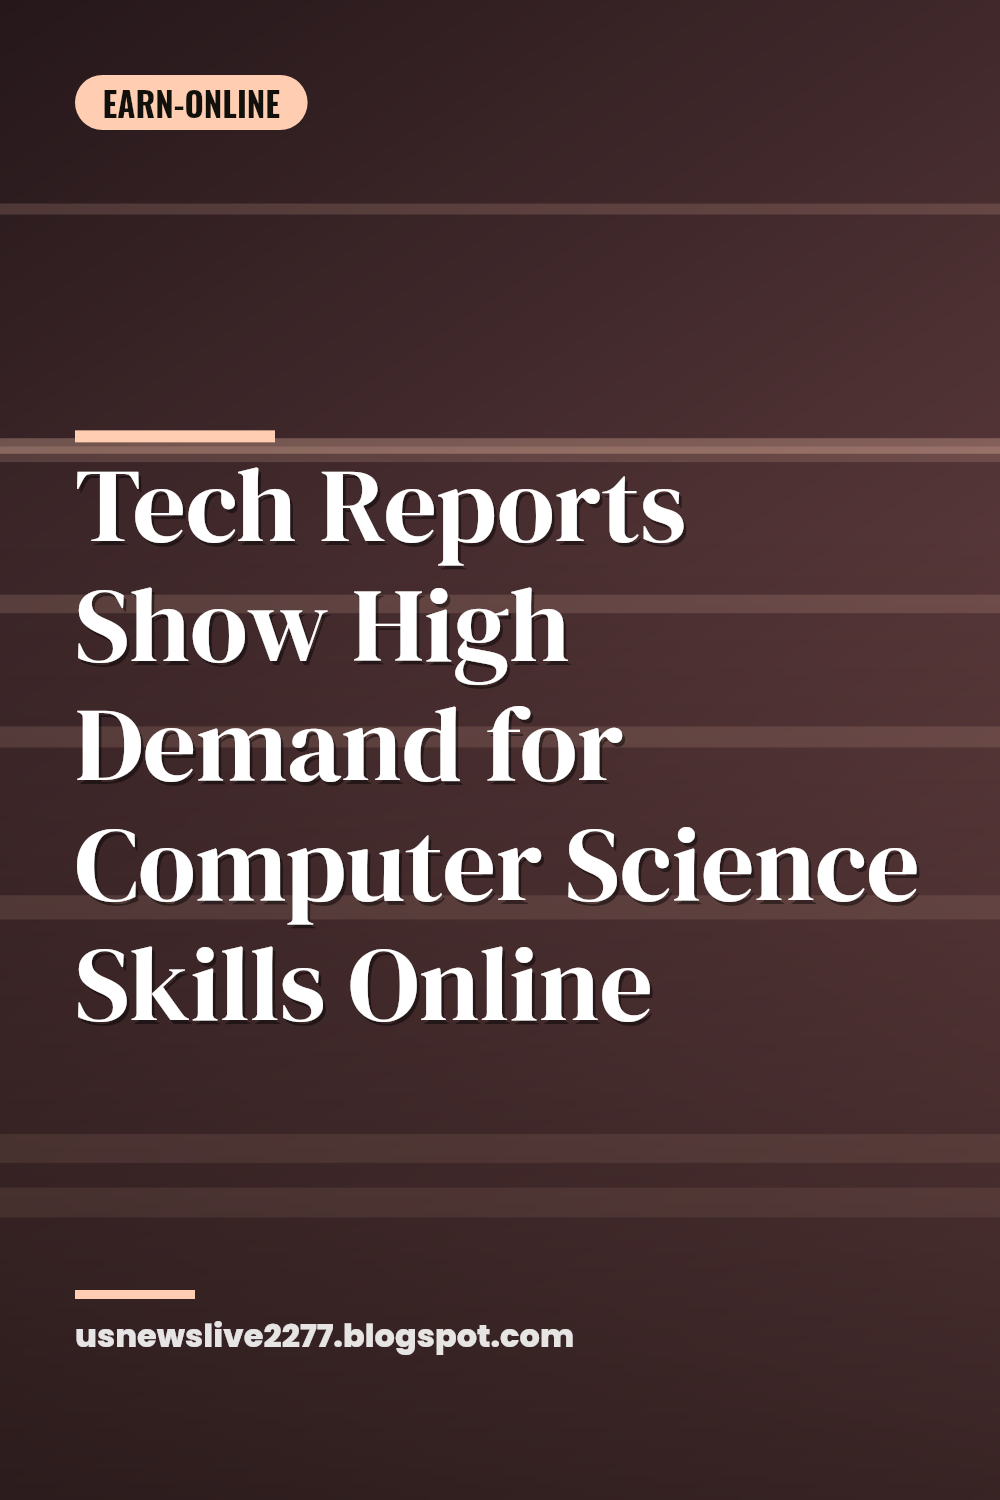 EARN-ONLINE
Tech Reports
Show High
Demand for
Computer Science
Skills Online
usnewslive2277.blogspot.com